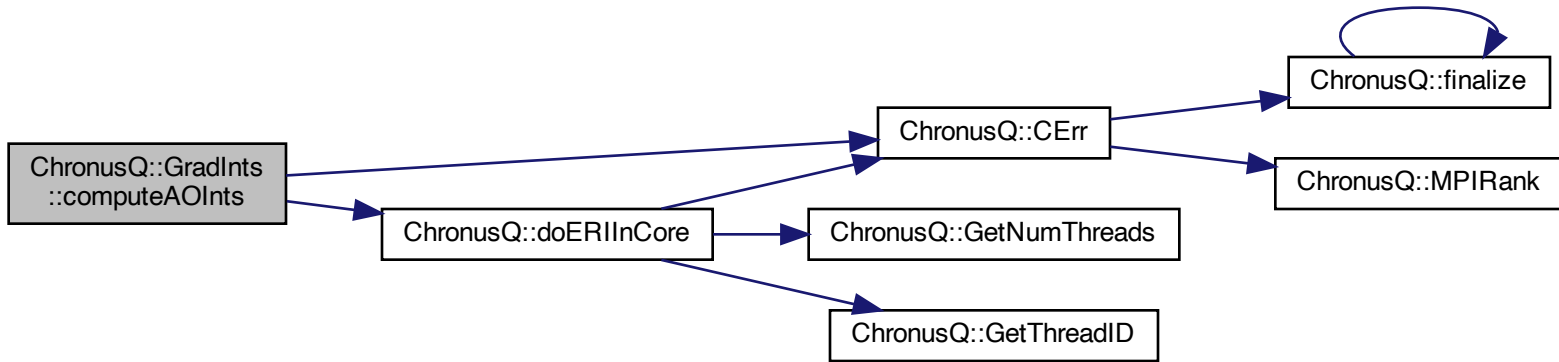 ChronusQ::GradInts
::computeAOInts
ChronusQ::doERIInCore
ChronusQ::CErr
ChronusQ::GetNumThreads
ChronusQ::GetThreadID
ChronusQ::finalize
ChronusQ::MPIRank